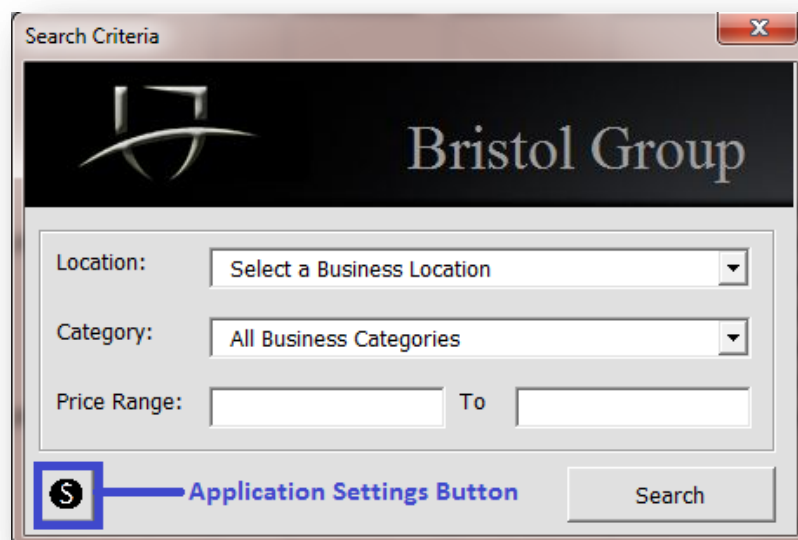 Search Criteria
X
Bristol Group
Location:
Select a Business Location
Category:
All Business Categories
Price Range:
To
S
Application Settings Button
Search